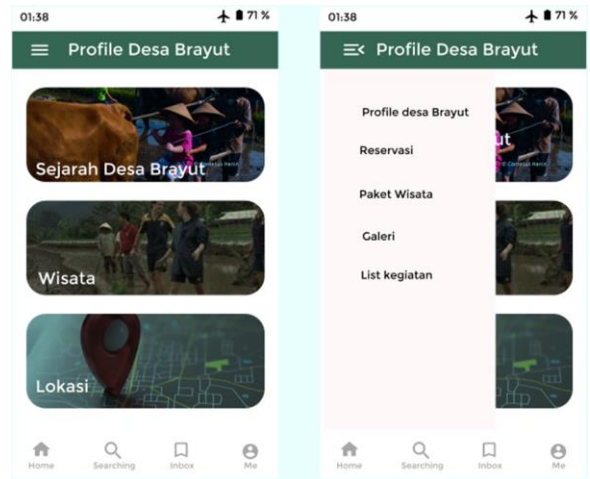 01:38 71 %
Profile Desa Brayut
Sejarah Desa Brayut
Wisata
Lokasi
Home Searching Inbox Me
01:38 71 %
Profile Desa Brayut
Profile desa Brayut
Reservasi
Paket Wisata
Galeri
List kegiatan
ut
Home Searching Inbox Me